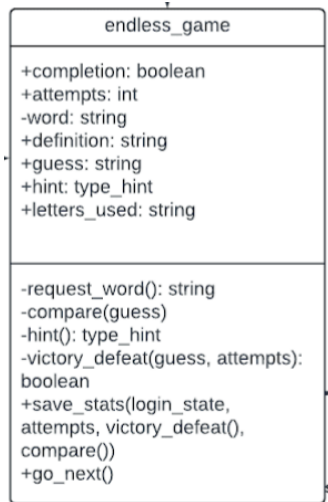 endless_game
+completion: boolean
+attempts: int
-word: string
+definition: string
+guess: string
+hint: type_hint
+letters_used: string
-request_word(): string
-compare(guess)
-hint(): type_hint
-victory_defeat(guess, attempts):
boolean
+save_stats(login_state,
attempts, victory_defeat(),
compare())
+go_next()